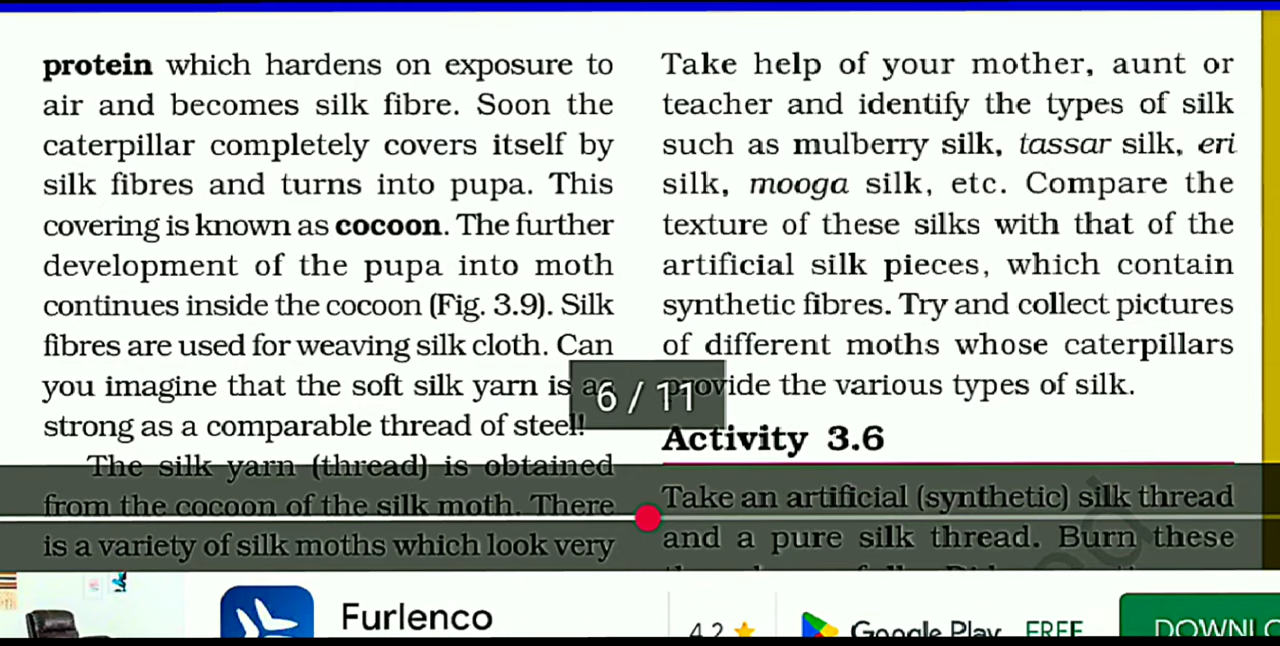 protein which hardens on exposure to
air and becomes silk fibre. Soon the
caterpillar completely covers itself by
silk fibres and turns into pupa. This
covering is known as cocoon. The further
development of the pupa into moth
continues inside the cocoon (Fig. 3.9). Silk
fibres are used for weaving silk cloth. Can
you imagine that the soft silk yarn is as
strong as a comparable thread of steel!
The silk yarn (thread) is obtained
from the cocoon of the silk moth. There
is a variety of silk moths which look very
Take help of your mother, aunt or
teacher and identify the types of silk
such as mulberry silk, tassar silk, eri
silk, mooga silk, etc. Compare the
texture of these silks with that of the
artificial silk pieces, which contain
synthetic fibres. Try and collect pictures
of different moths whose caterpillars
provide the various types of silk.
Activity 3.6
Take an artificial (synthetic) silk thread
and a pure silk thread. Burn these
6 / 11
Furlenco
4.2
Google Play FREE